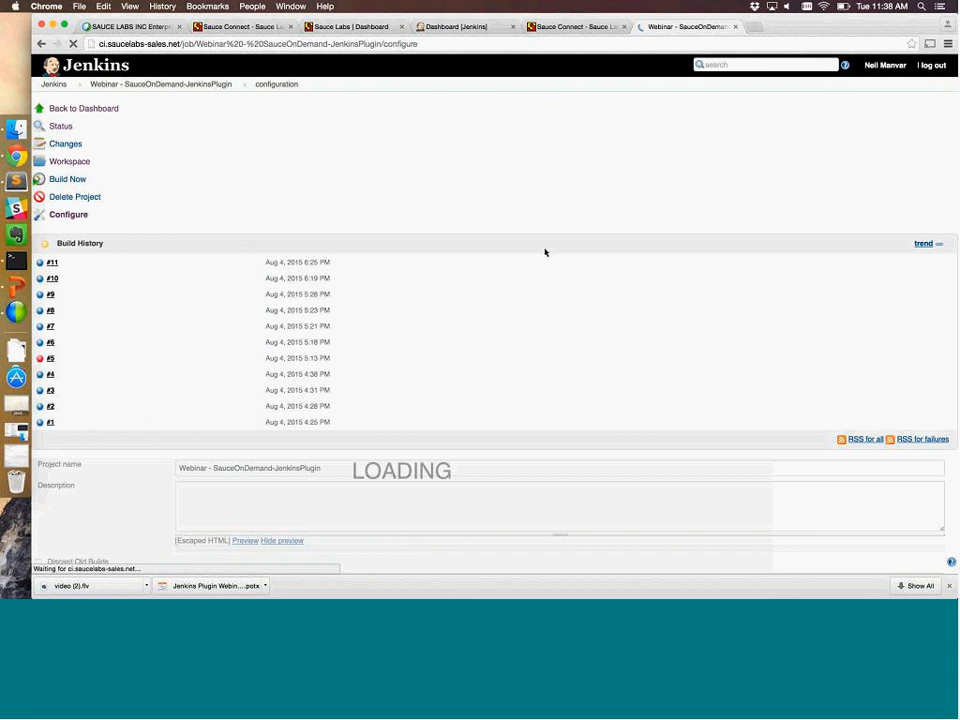 Chrome File Edit View History Bookmarks People Window Help Tue 11:38 AM
SAUCE LABS INC Enterpr Sauce Connect - Sauce La Sauce Labs | Dashboard Dashboard [Jenkins] Sauce Connect - Sauce La Webinar - SauceOnDeman
ci.saucelabs-sales.net/job/Webinar%20-%20SauceOnDemand-JenkinsPlugin/configure
Jenkins search Neil Manvar | log out
Jenkins Webinar - SauceOnDemand-JenkinsPlugin configuration
Back to Dashboard
Status
Changes
Workspace
Build Now
Delete Project
Configure
Build History trend
#11 Aug 4, 2015 6:25 PM
#10 Aug 4, 2015 6:19 PM
#9 Aug 4, 2015 5:28 PM
#8 Aug 4, 2015 5:23 PM
#7 Aug 4, 2015 5:21 PM
#6 Aug 4, 2015 5:18 PM
#5 Aug 4, 2015 5:13 PM
#4 Aug 4, 2015 4:38 PM
#3 Aug 4, 2015 4:31 PM
#2 Aug 4, 2015 4:28 PM
#1 Aug 4, 2015 4:25 PM
RSS for all RSS for failures
Project name Webinar - SauceOnDemand-JenkinsPlugin LOADING
Description
[Escaped HTML] Preview Hide preview
Discard Old Builds
Waiting for ci.saucelabs-sales.net...
video (2).flv Jenkins Plugin Webin....potx Show All